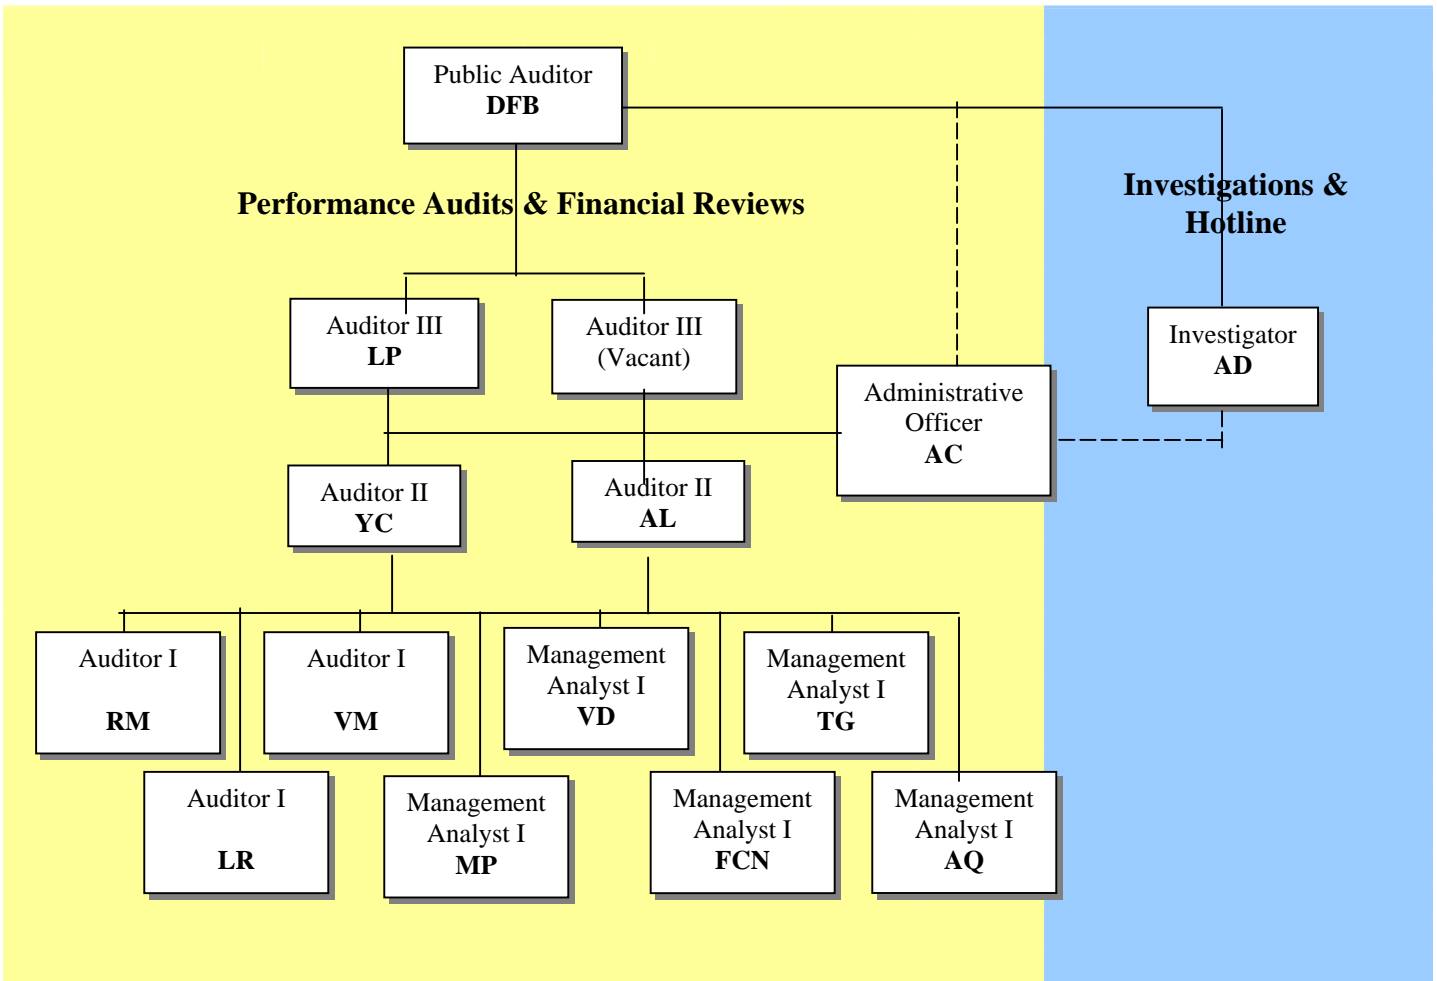 Public Auditor
DFB
Performance Audits & Financial Reviews
Investigations &
Hotline
Auditor III
LP
Auditor III
(Vacant)
Investigator
AD
Administrative
Officer
AC
Auditor II
YC
Auditor II
AL
Auditor I
RM
Auditor I
VM
Management
Analyst I
VD
Management
Analyst I
TG
Auditor I
LR
Management
Analyst I
MP
Management
Analyst I
FCN
Management
Analyst I
AQ